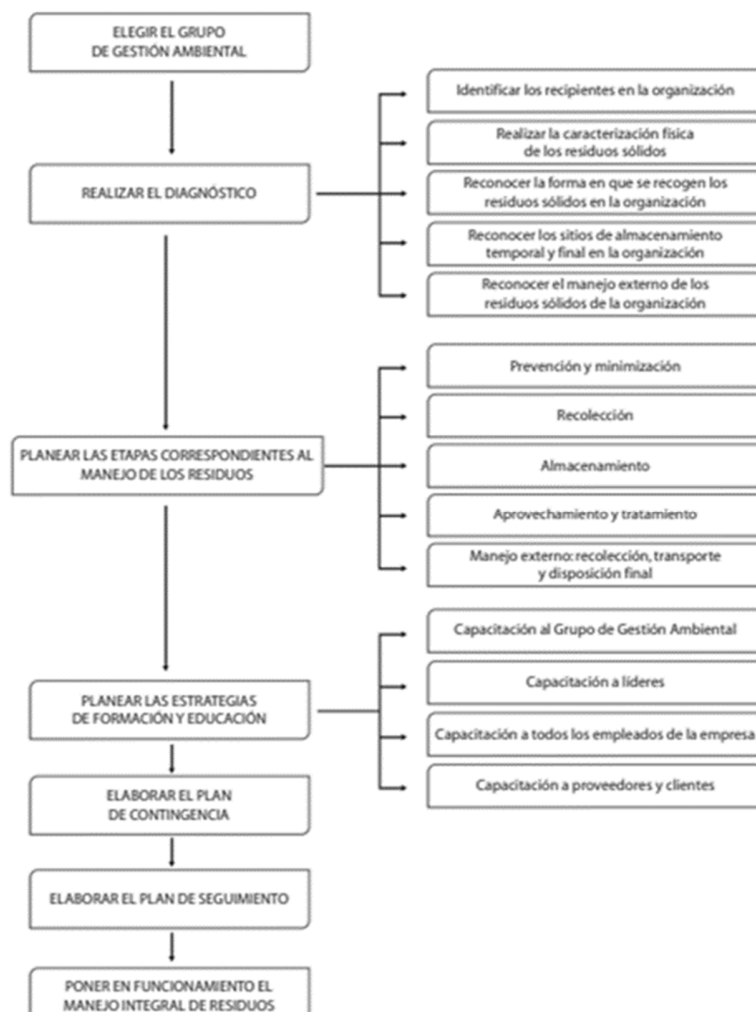 ELEGIR EL GRUPO
DE GESTIÓN AMBIENTAL
REALIZAR EL DIAGNÓSTICO
Identificar los recipientes en la organización
Realizar la caracterización física
de los residuos sólidos
Reconocer la forma en que se recogen los
residuos sólidos en la organización
Reconocer los sitios de almacenamiento
temporal y final en la organización
Reconocer el manejo externo de los
residuos sólidos de la organización
PLANEAR LAS ETAPAS CORRESPONDIENTES AL
MANEJO DE LOS RESIDUOS
Prevención y minimización
Recolección
Almacenamiento
Aprovechamiento y tratamiento
Manejo externo: recolección, transporte
y disposición final
PLANEAR LAS ESTRATEGIAS
DE FORMACIÓN Y EDUCACIÓN
Capacitación al Grupo de Gestión Ambiental
Capacitación a líderes
Capacitación a todos los empleados de la empresa
Capacitación a proveedores y clientes
ELABORAR EL PLAN
DE CONTINGENCIA
ELABORAR EL PLAN DE SEGUIMIENTO
PONER EN FUNCIONAMIENTO EL
MANEJO INTEGRAL DE RESIDUOS